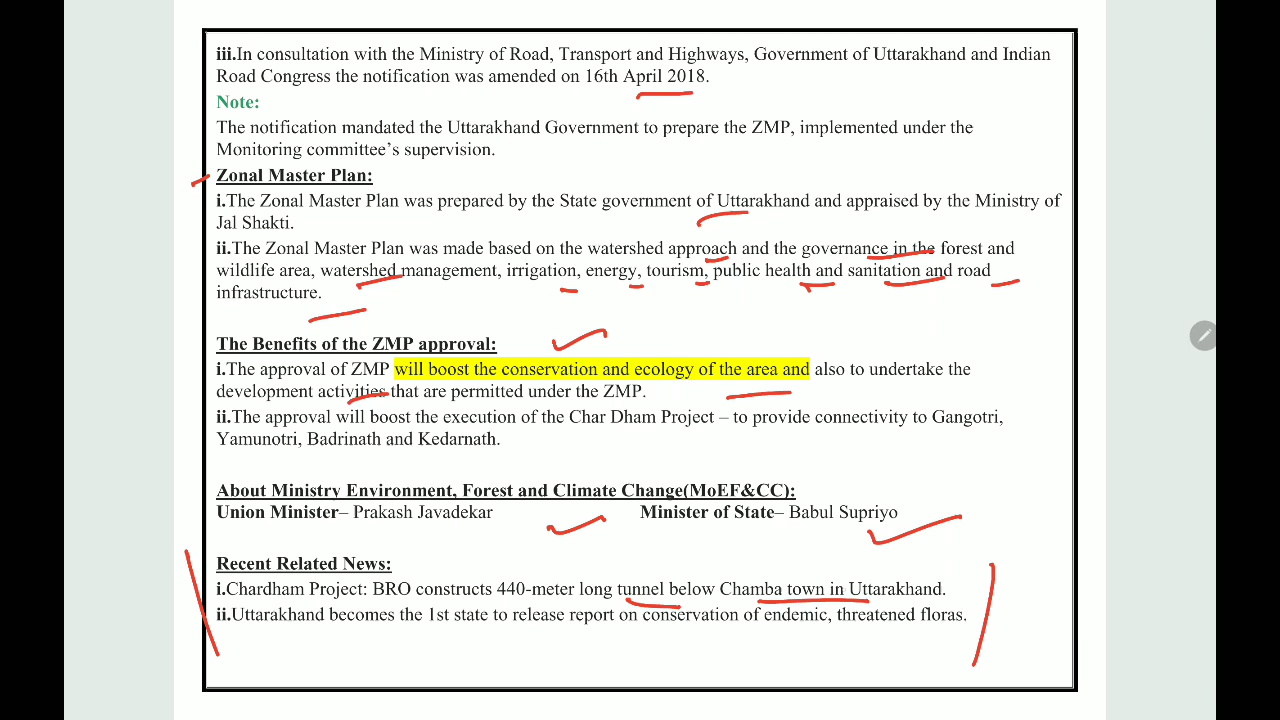 iii.In consultation with the Ministry of Road, Transport and Highways, Government of Uttarakhand and Indian
Road Congress the notification was amended on 16th April 2018.
Note:
The notification mandated the Uttarakhand Government to prepare the ZMP, implemented under the
Monitoring committee’s supervision.
Zonal Master Plan:
i.The Zonal Master Plan was prepared by the State government of Uttarakhand and appraised by the Ministry of
Jal Shakti.
ii.The Zonal Master Plan was made based on the watershed approach and the governance in the forest and
wildlife area, watershed management, irrigation, energy, tourism, public health and sanitation and road
infrastructure.
The Benefits of the ZMP approval:
i.The approval of ZMP will boost the conservation and ecology of the area and also to undertake the
development activities that are permitted under the ZMP.
ii.The approval will boost the execution of the Char Dham Project – to provide connectivity to Gangotri,
Yamunotri, Badrinath and Kedarnath.
About Ministry Environment, Forest and Climate Change(MoEF&CC):
Union Minister– Prakash Javadekar Minister of State– Babul Supriyo
Recent Related News:
i.Chardham Project: BRO constructs 440-meter long tunnel below Chamba town in Uttarakhand.
ii.Uttarakhand becomes the 1st state to release report on conservation of endemic, threatened floras.